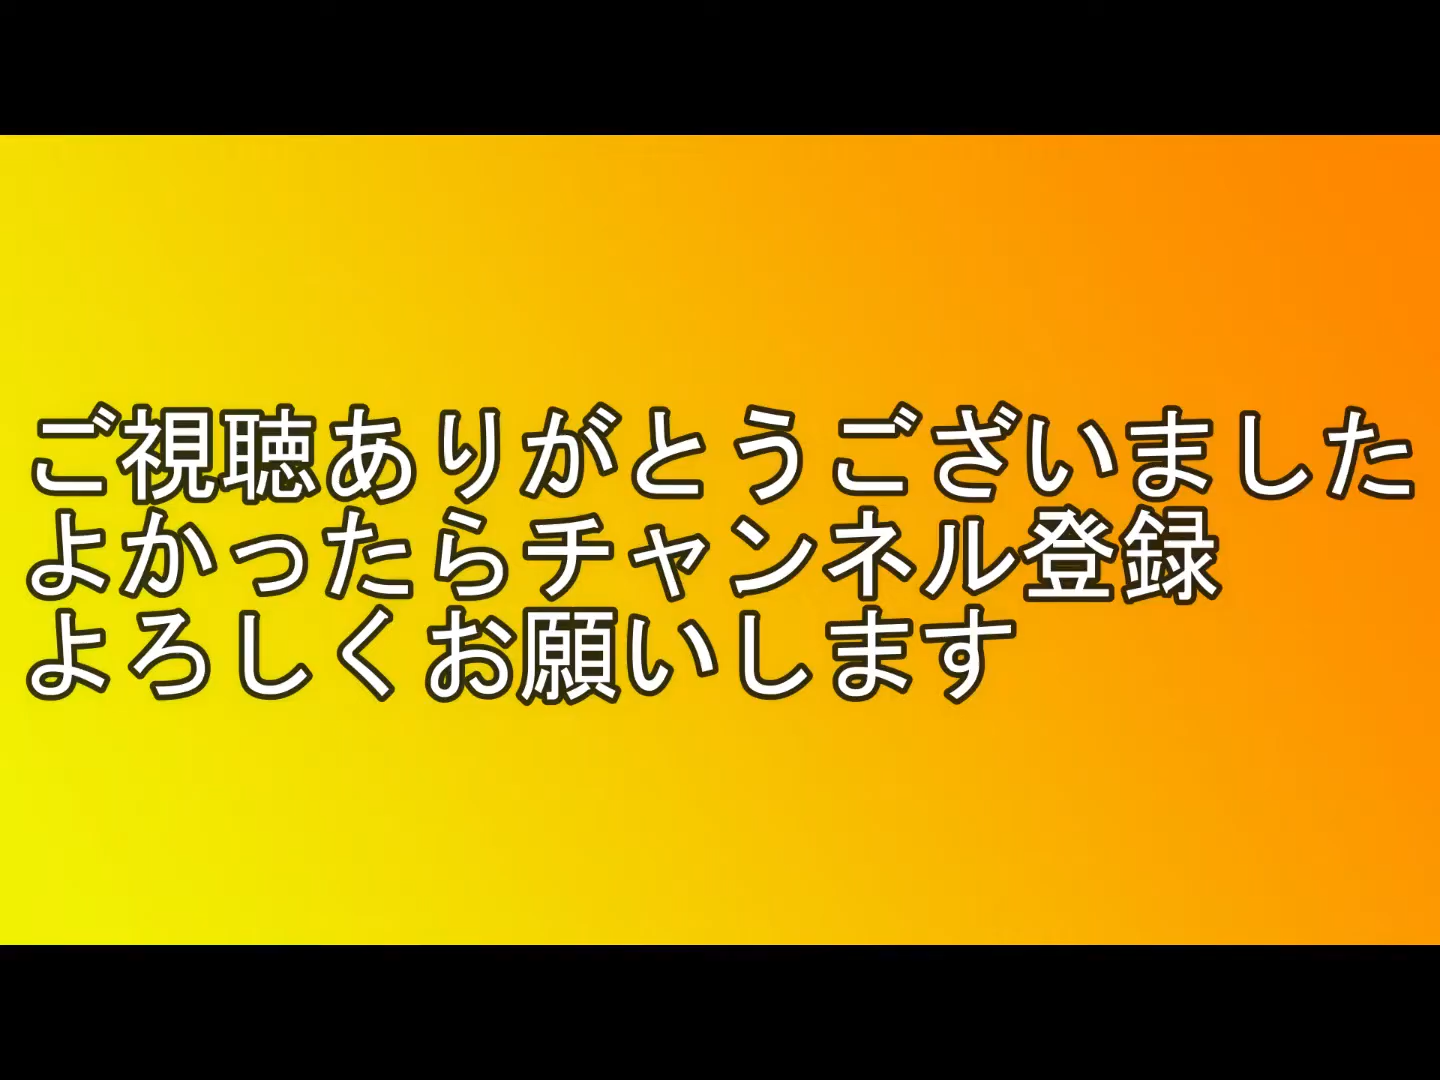 ご視聴ありがとうございました
よかったらチャンネル登録
よろしくお願いします